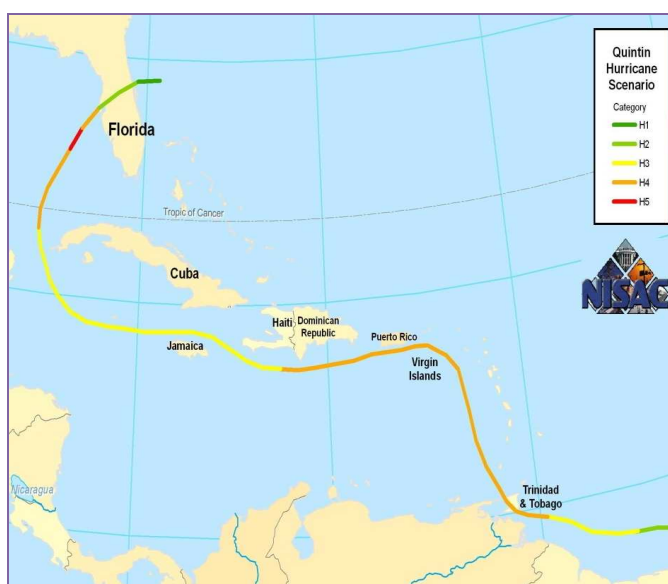 Quintin
Hurricane
Scenario
Category
H1
H2
H3
H4
H5
Florida
Tropic of Cancer
Cuba
Haiti
Dominican
Republic
Jamaica
Puerto Rico
Virgin
Islands
Nicaragua
Trinidad
& Tobago
NISAC